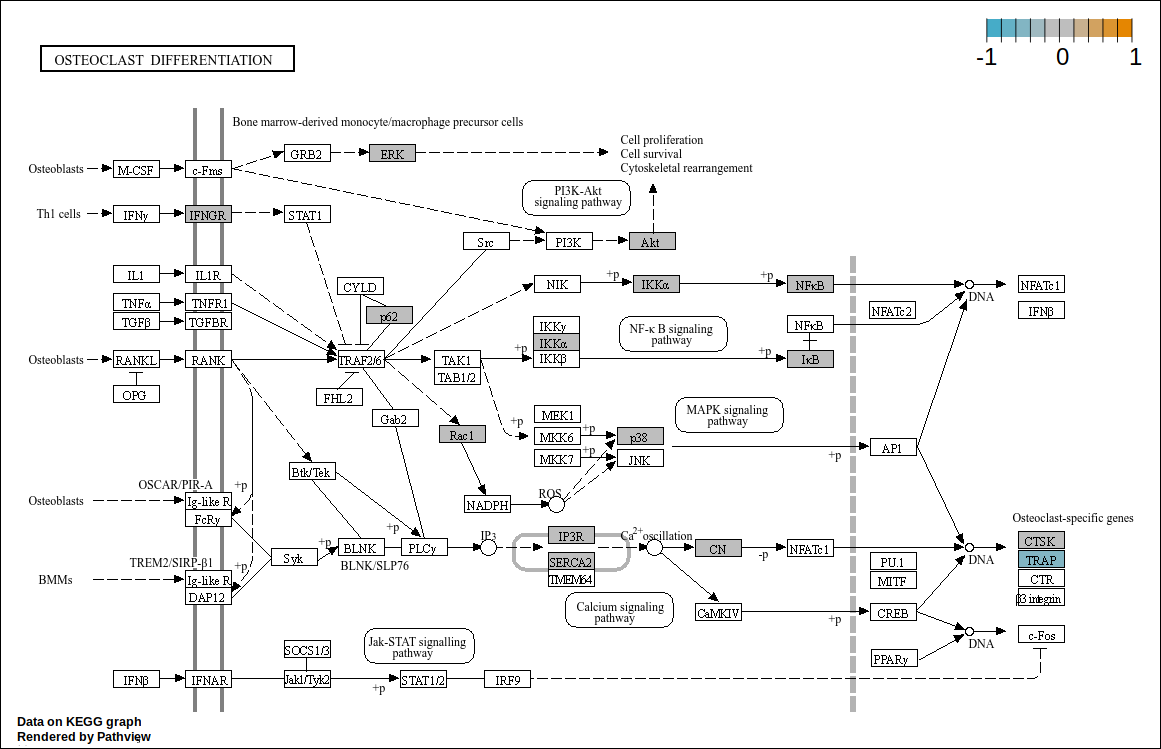 -1 0 1
OSTEOCLAST DIFFERENTIATION
Bone marrow-derived monocyte/macrophage precursor cells
Cell proliferation
Cell survival
Cytoskeletal rearrangement
GRB2 ERK
Osteoblasts M-CSF c-Fms
PI3K-Akt
signaling pathway
Th1 cells IFNγ IFNGR STAT1
Src PI3K Akt
IL1 IL1R
CYLD
NIK +p IKKα +p NFκB NFATc1
DNA
TNFα TNFR1
TGFβ TGFBR
p62
NFATc2 IFNβ
IKKγ
IKKα
IKKβ
NF-κ B signaling
pathway
NFκB
Osteoblasts RANKL RANK TRAF2/6 TAK1 +p +p IκB
TAB1/2
OPG FHL2
Gab2
MEK1
MAPK signaling
pathway
Rac1 +p MKK6 +p p38
MKK7 +p JNK
+p AP1
Btk/Tek
OSCAR/PIR-A +p
Osteoblasts Ig-like R
FcRγ
NADPH ROS
Osteoclast-specific genes
+p
IP3 IP3R Ca2+ oscillation
Syk +p BLNK PLCγ CN -p NFATc1 DNA
BLNK/SLP76
SERCA2
TMEM64
CTSK
TRAP
CTR
β3 integrin
PU.1
MITF
TREM2/SIRP-β1 +p
BMMs Ig-like R
DAP12
Calcium signaling
pathway
CaMKIV +p CREB
DNA c-Fos
Jak-STAT signalling
pathway
SOCS1/3
PPARγ
IFNβ IFNAR Jak1/Tyk2 +p STAT1/2 IRF9
Data on KEGG graph
Rendered by Pathview